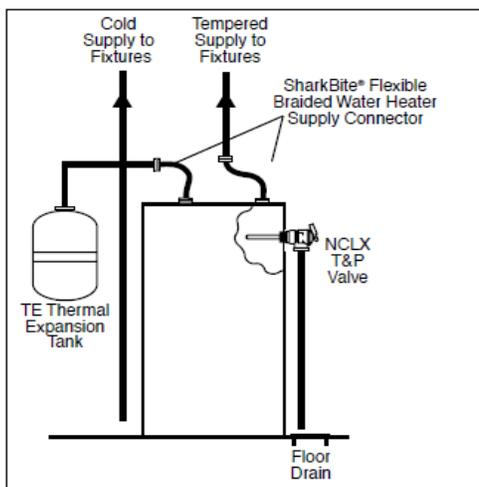 Cold
Supply to
Fixtures
Tempered
Supply to
Fixtures
SharkBite® Flexible
Braided Water Heater
Supply Connector
NCLX
T&P
Valve
TE Thermal
Expansion
Tank
Floor
Drain